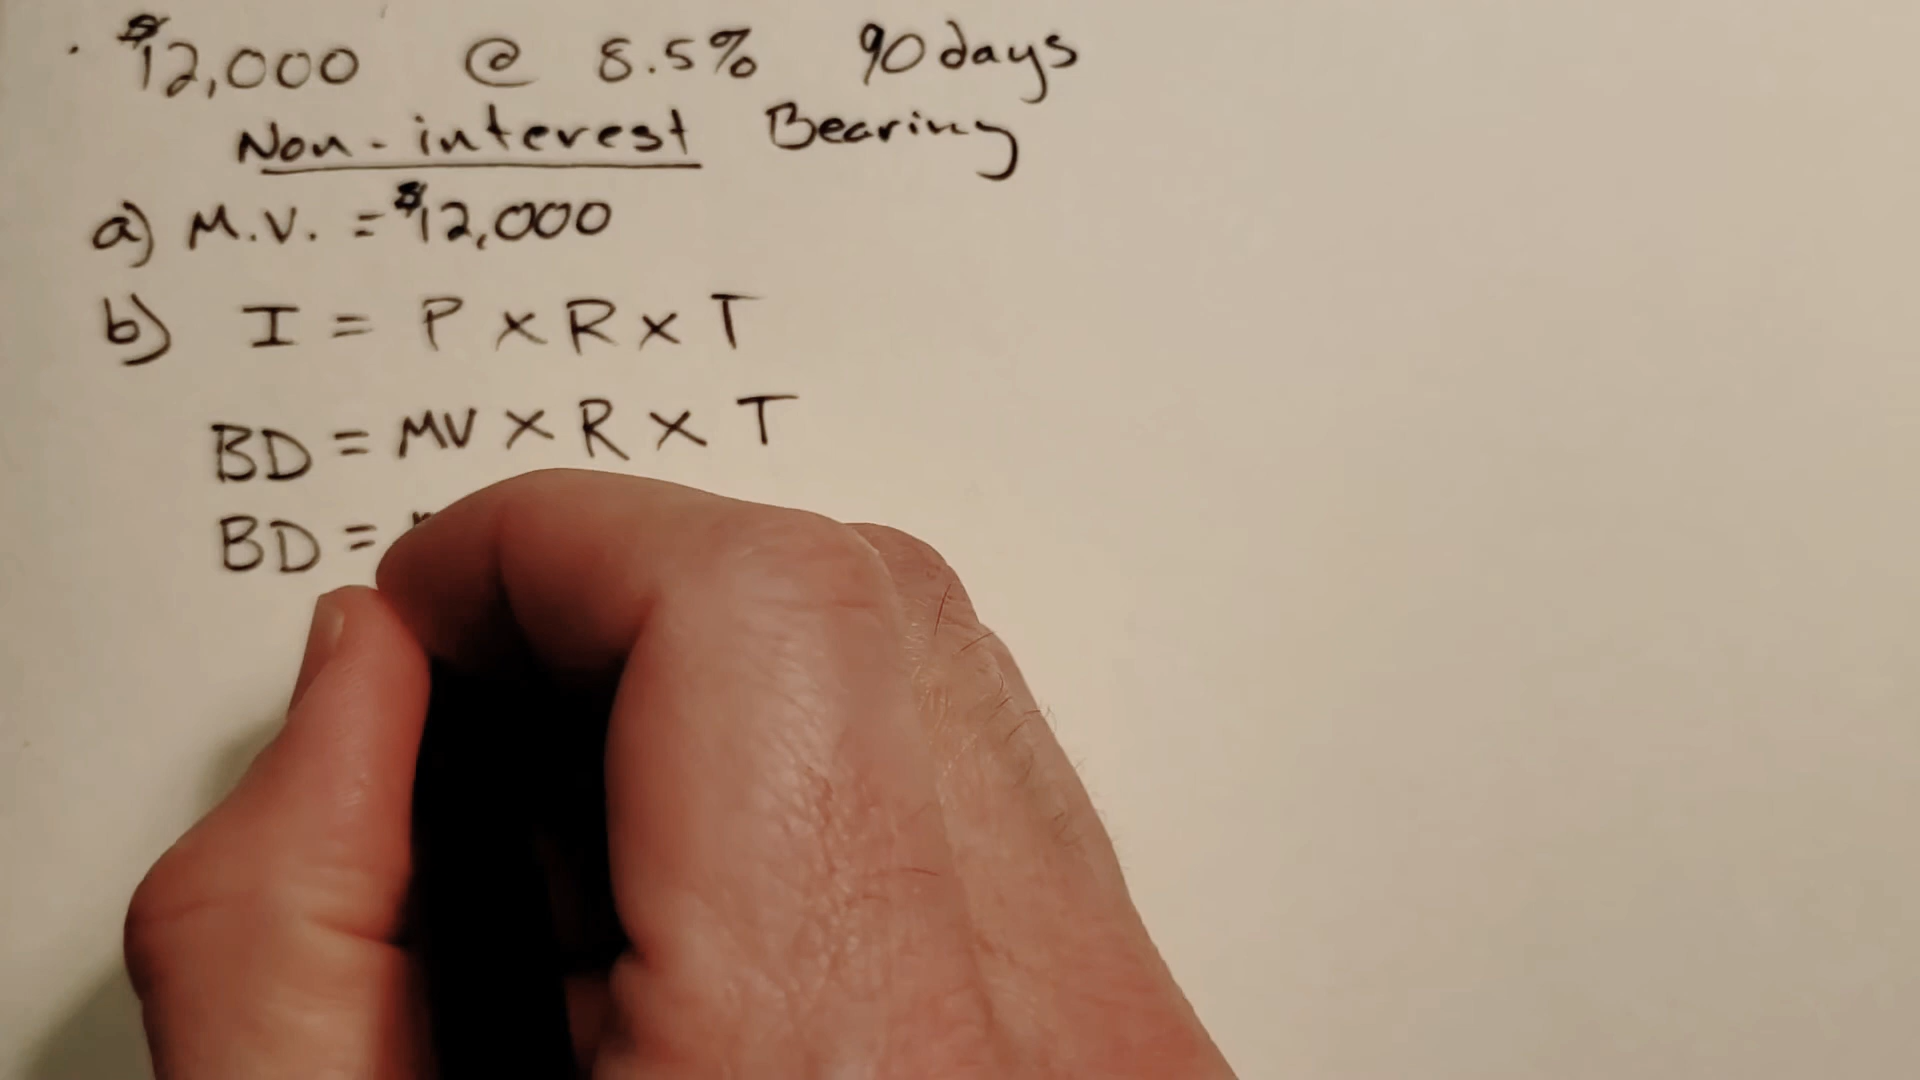 $12,000 @ 8.5% 90 days
Non-interest Bearing
a) M.V. = $12,000
b) I = P x R x T
BD = MV x R x T
BD =